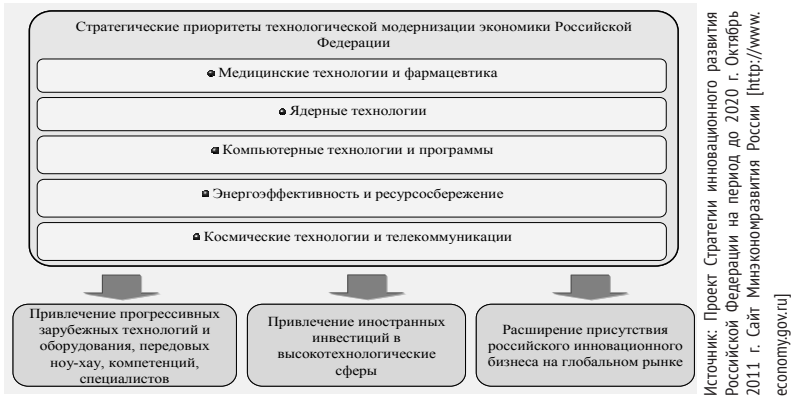 Стратегические приоритеты технологической модернизации экономики Российской
Федерации
Медицинские технологии и фармацевтика
Ядерные технологии
Компьютерные технологии и программы
Энергоэффективность и ресурсосбережение
Космические технологии и телекоммуникации
Привлечение прогрессивных
зарубежных технологий и
оборудования, передовых
ноу-хау, компетенций,
специалистов
Привлечение иностранных
инвестиций в
высокотехнологические
сферы
Расширение присутствия
российского инновационного
бизнеса на глобальном рынке
Источник: Проект Стратегии инновационного развития
Российской Федерации на период до 2020 г. Октябрь
2011 г. Сайт Минэкономразвития России [http://www.
economy.gov.ru]